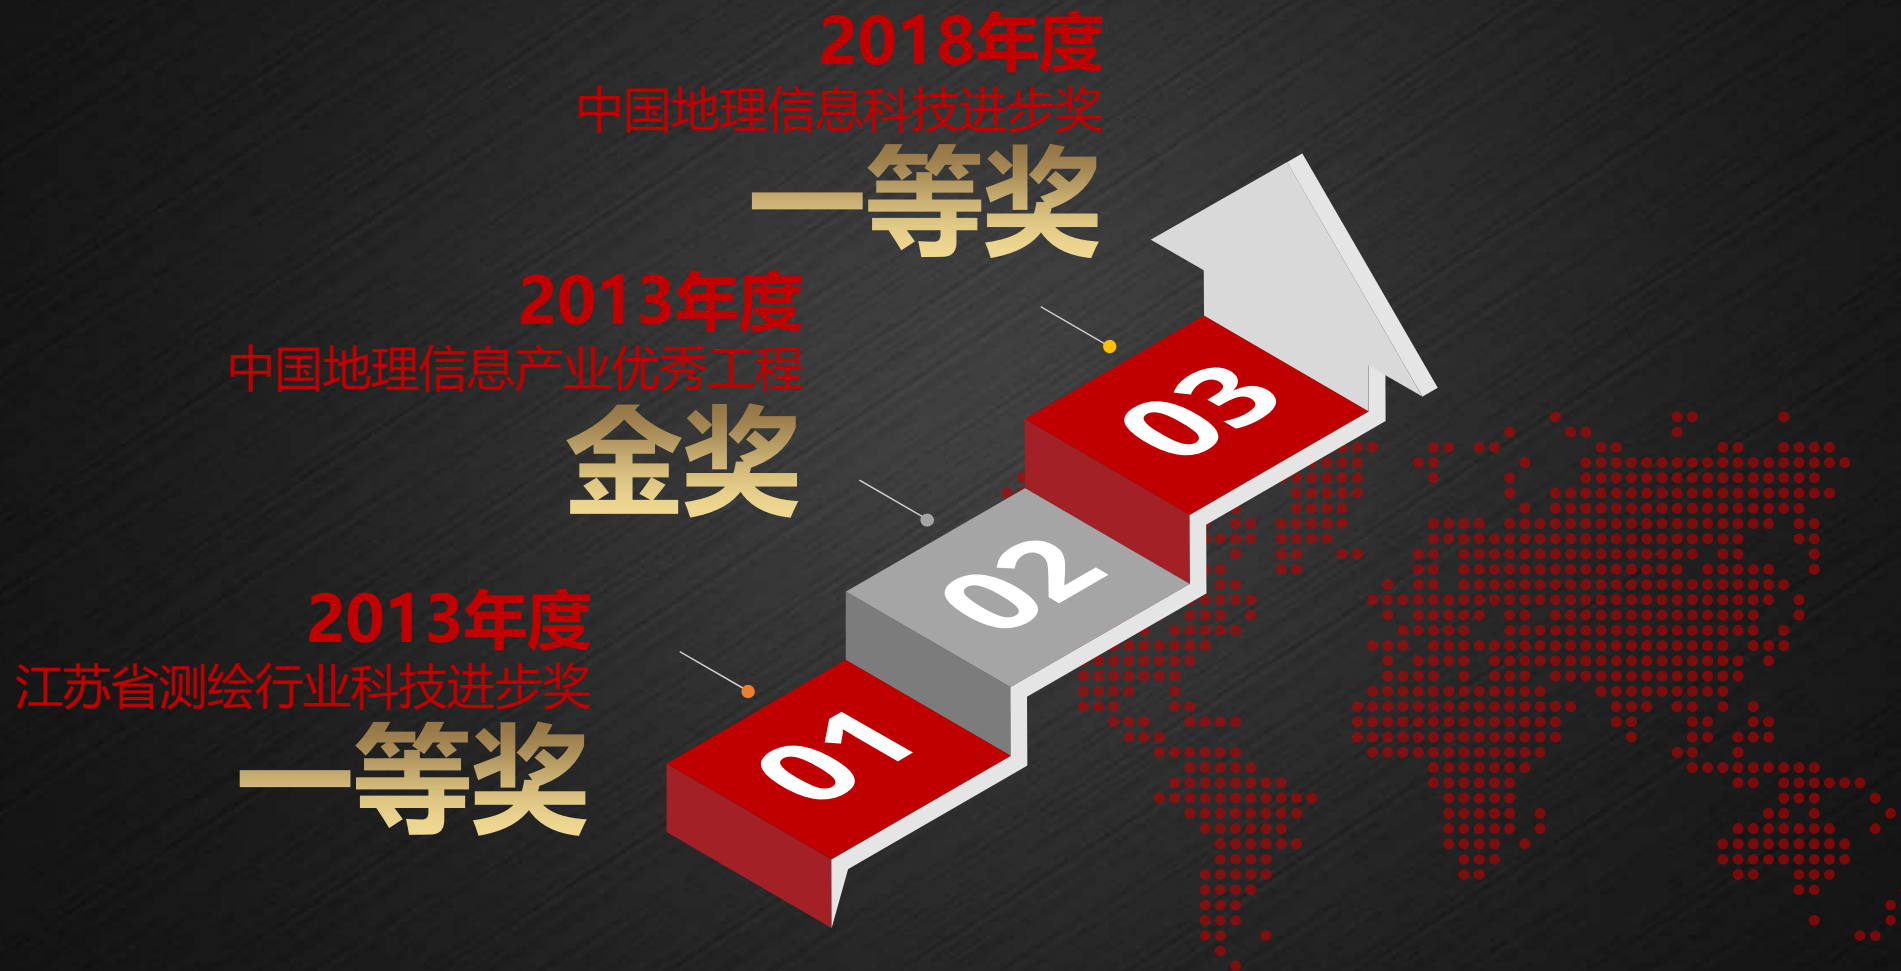 2018年度
中国地理信息科技进步奖
一等奖
2013年度
中国地理信息产业优秀工程
金奖
2013年度
江苏省测绘行业科技进步奖
一等奖
03
02
01